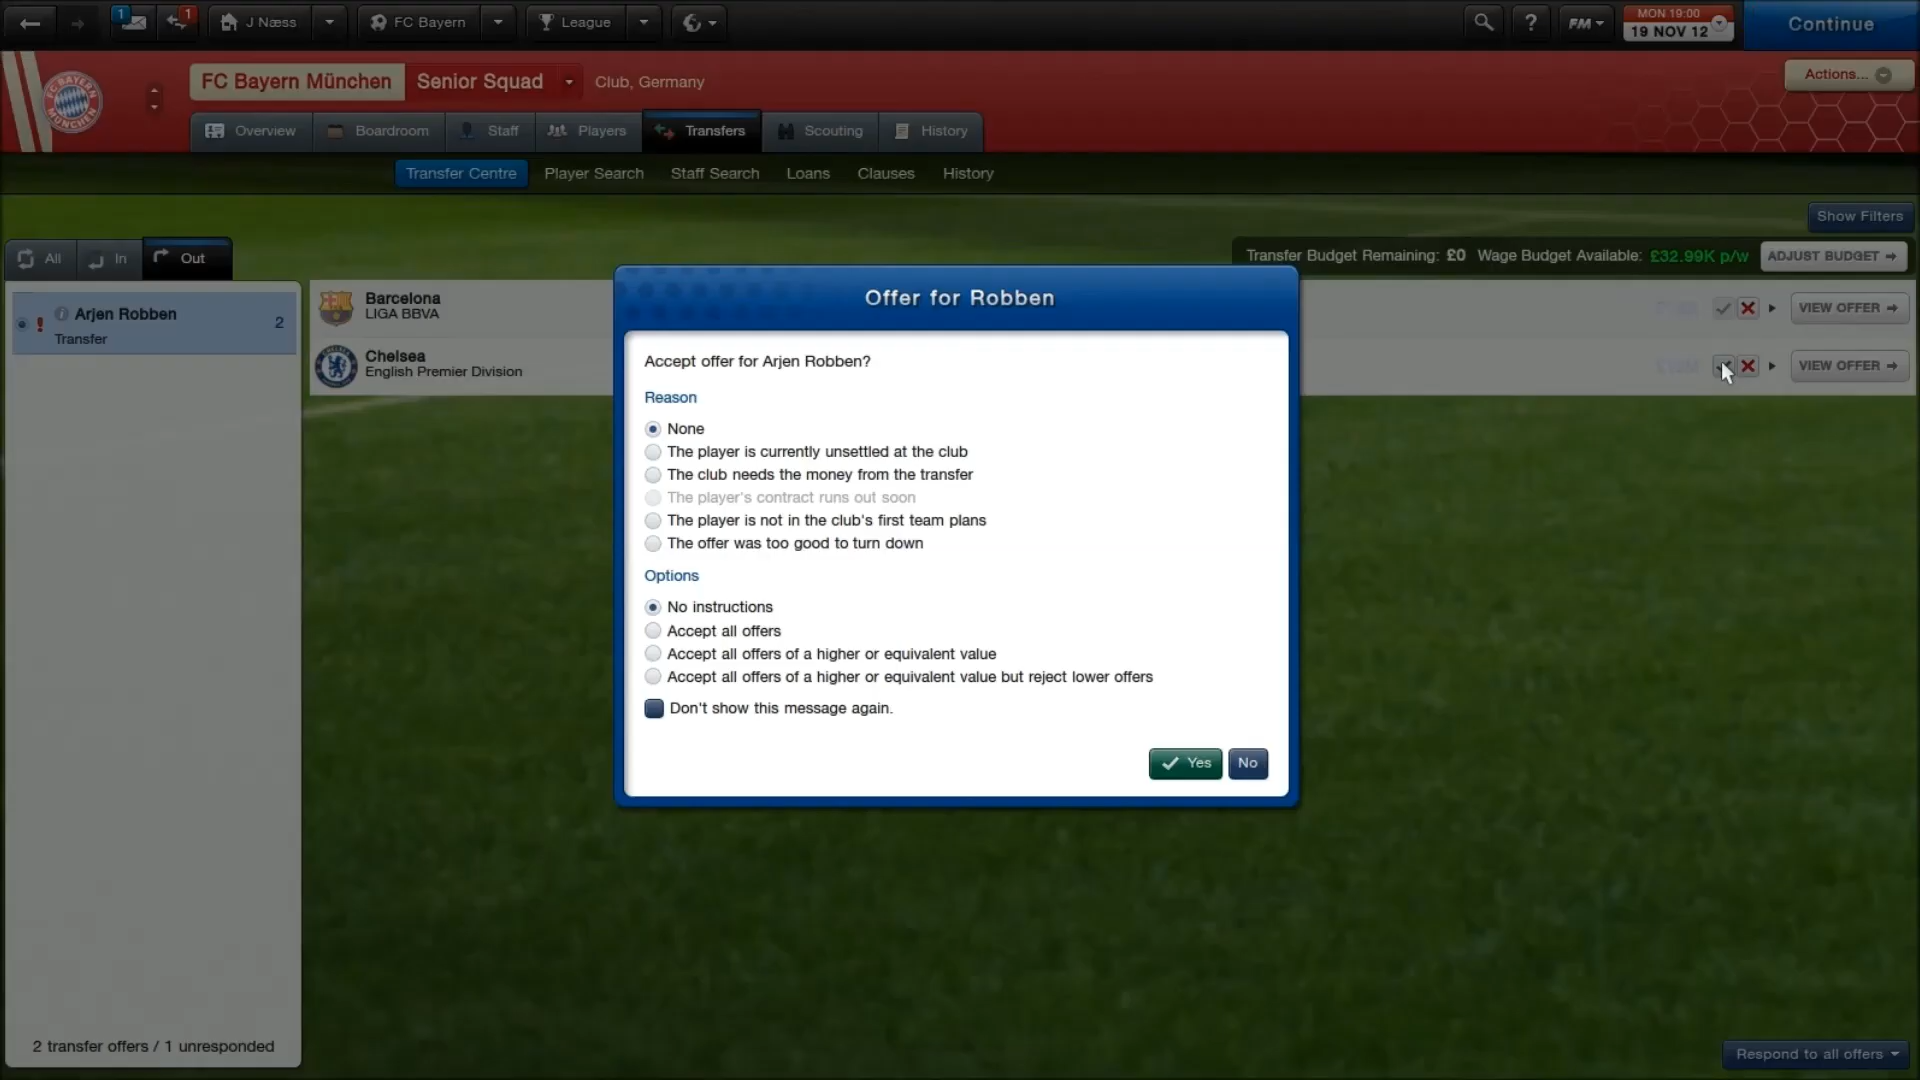 1
1
J Næss
FC Bayern
League
?
FM
MON 19:00
19 NOV 12
Continue
FC Bayern München
Senior Squad
Club, Germany
Actions...
Overview
Boardroom
Staff
Players
Transfers
Scouting
History
Transfer Centre
Player Search
Staff Search
Loans
Clauses
History
Show Filters
All
In
Out
Transfer Budget Remaining: £0 Wage Budget Available: £32.99K p/w
ADJUST BUDGET
Arjen Robben
2
Transfer
Barcelona
LIGA BBVA
VIEW OFFER
Chelsea
English Premier Division
VIEW OFFER
Offer for Robben
Accept offer for Arjen Robben?
Reason
None
The player is currently unsettled at the club
The club needs the money from the transfer
The player's contract runs out soon
The player is not in the club's first team plans
The offer was too good to turn down
Options
No instructions
Accept all offers
Accept all offers of a higher or equivalent value
Accept all offers of a higher or equivalent value but reject lower offers
Don't show this message again.
Yes
No
2 transfer offers / 1 unresponded
Respond to all offers